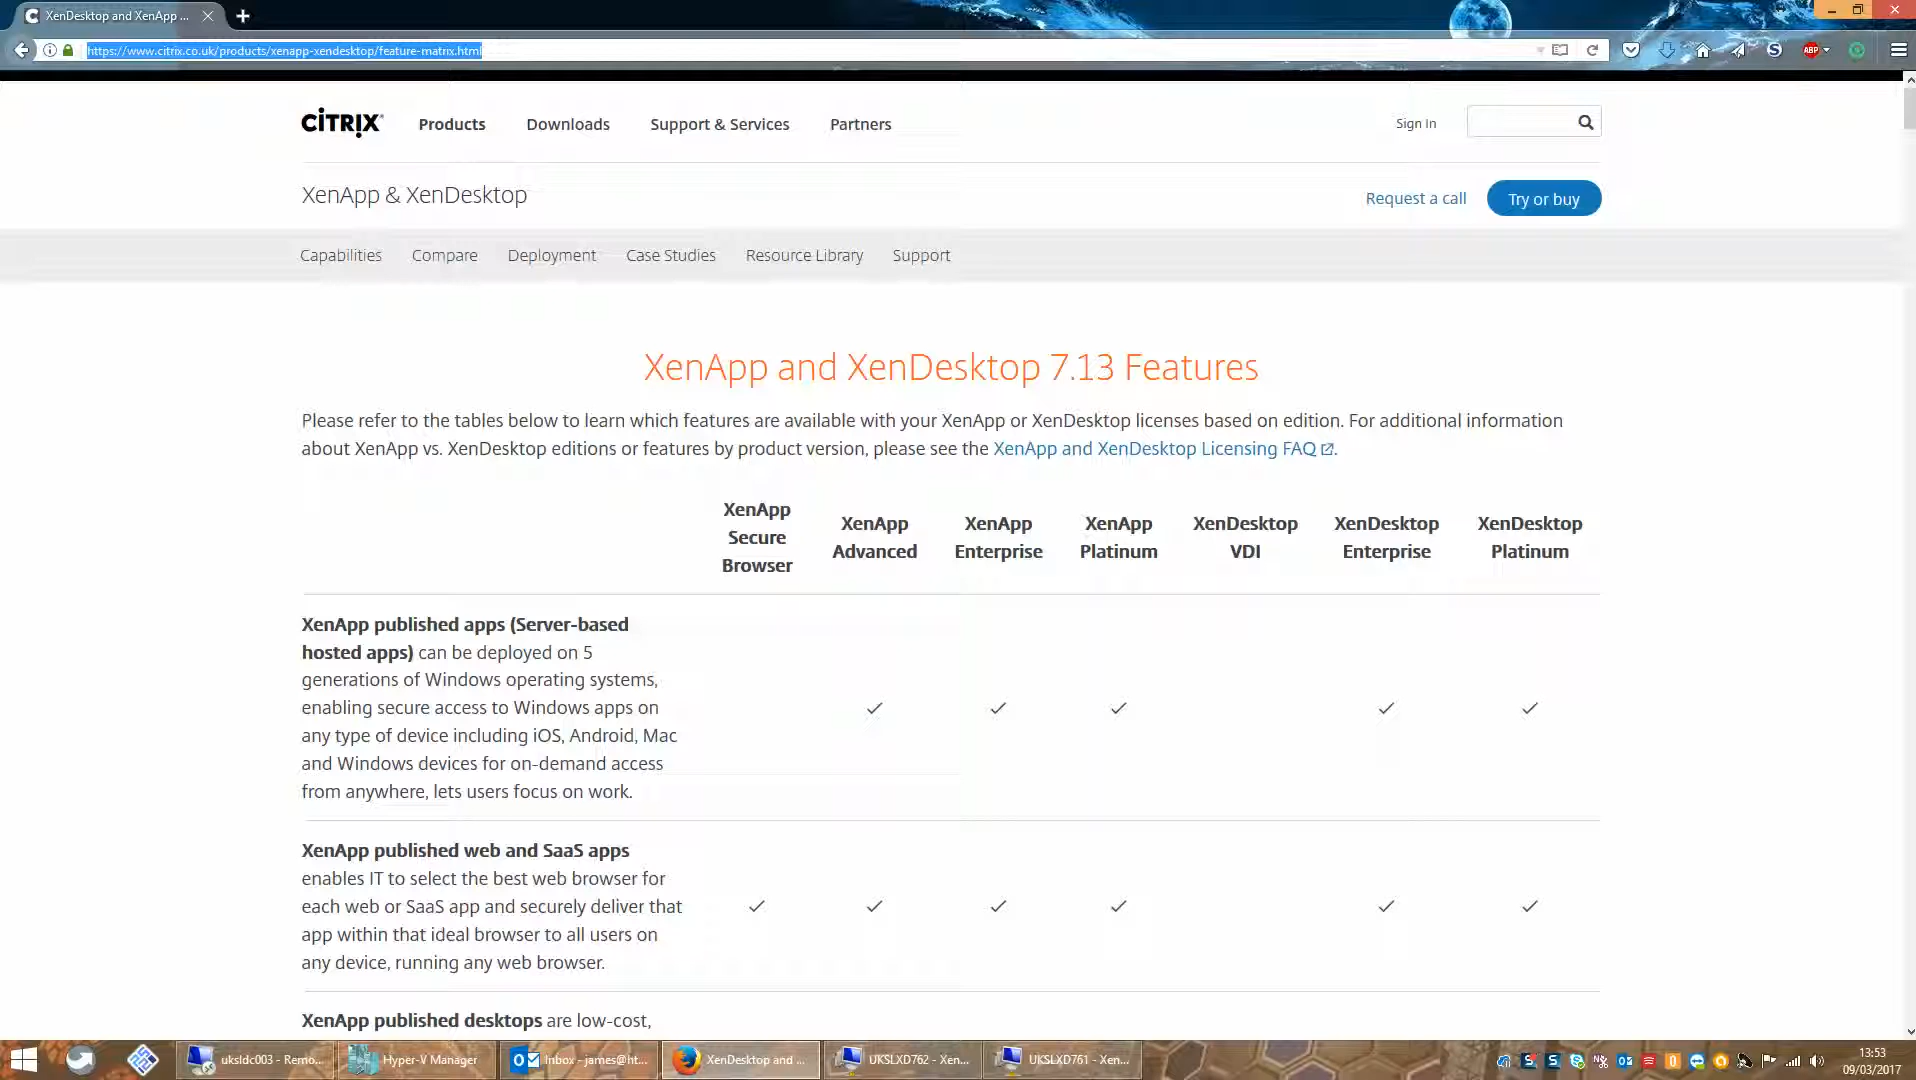 XenDesktop and XenApp ...
https://www.citrix.co.uk/products/xenapp-xendesktop/feature-matrix.html
ABP
CİTRIX
Products
Downloads
Support & Services
Partners
Sign In
XenApp & XenDesktop
Request a call
Try or buy
Capabilities
Compare
Deployment
Case Studies
Resource Library
Support
XenApp and XenDesktop 7.13 Features
Please refer to the tables below to learn which features are available with your XenApp or XenDesktop licenses based on edition. For additional information
about XenApp vs. XenDesktop editions or features by product version, please see the XenApp and XenDesktop Licensing FAQ.
XenApp
Secure
Browser
XenApp
Advanced
XenApp
Enterprise
XenApp
Platinum
XenDesktop
VDI
XenDesktop
Enterprise
XenDesktop
Platinum
XenApp published apps (Server-based
hosted apps) can be deployed on 5
generations of Windows operating systems,
enabling secure access to Windows apps on
any type of device including iOS, Android, Mac
and Windows devices for on-demand access
from anywhere, lets users focus on work.
XenApp published web and SaaS apps
enables IT to select the best web browser for
each web or SaaS app and securely deliver that
app within that ideal browser to all users on
any device, running any web browser.
XenApp published desktops are low-cost,
uksldc003 - Remo...
Hyper-V Manager
Inbox - james@ht...
XenDesktop and ...
UKSLXD762 - Xen...
UKSLXD761 - Xen...
13:53
09/03/2017